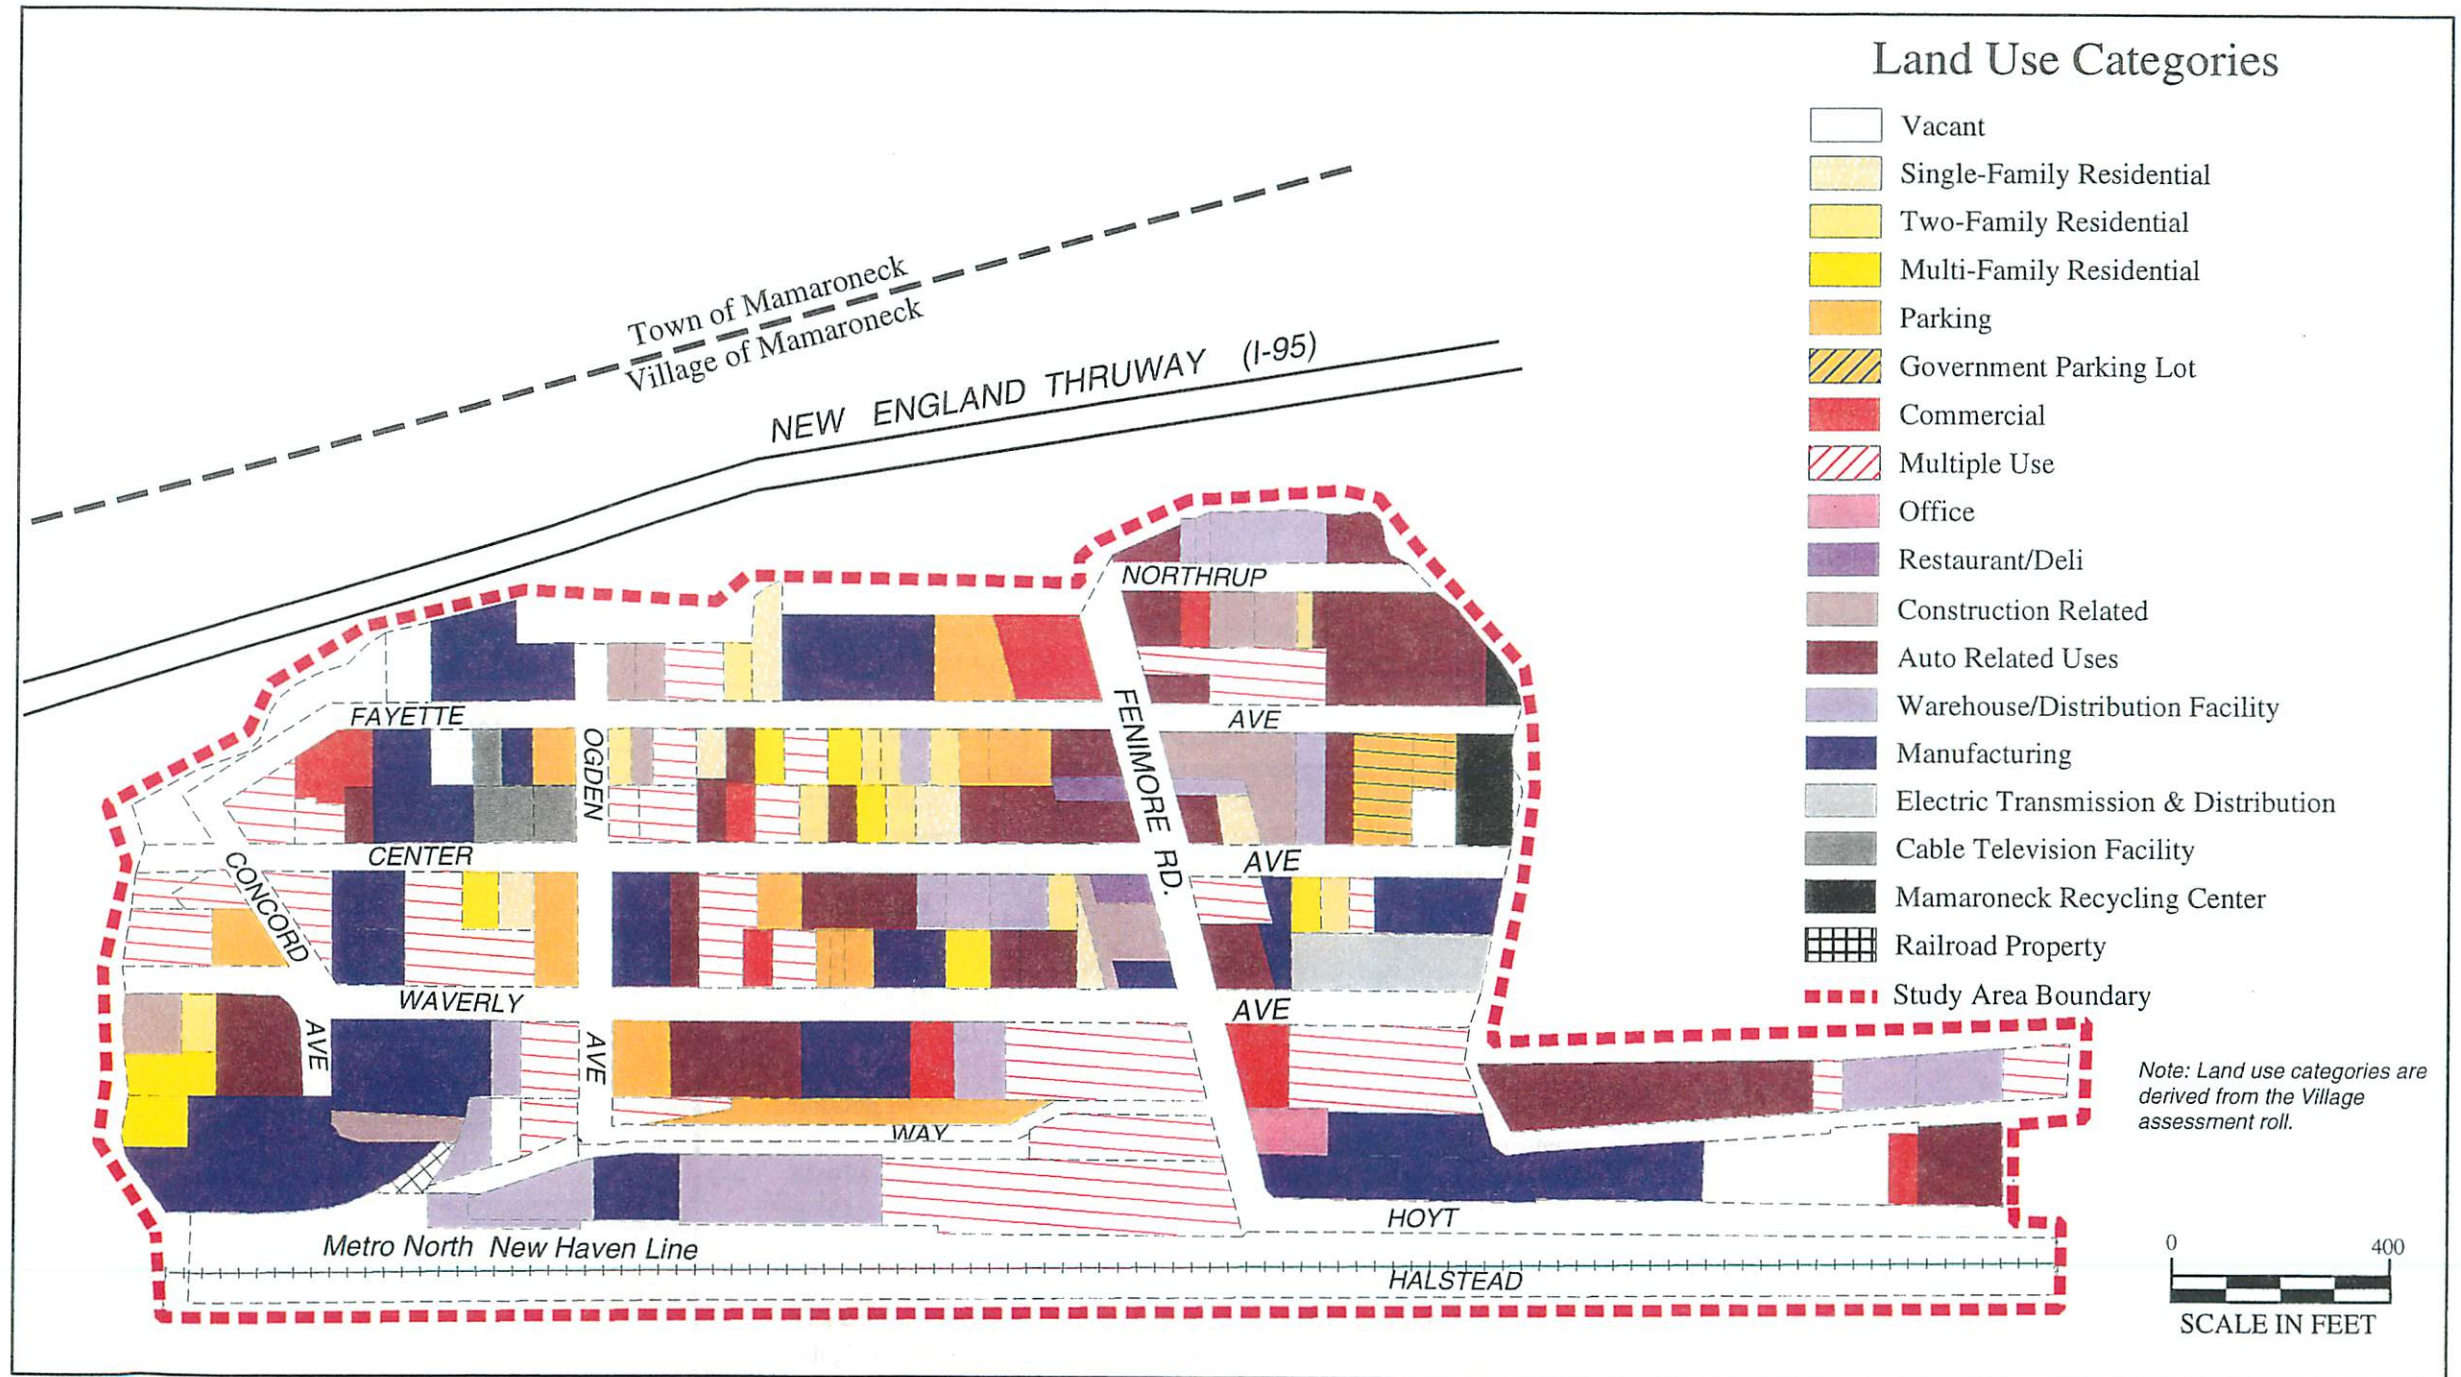 Land Use Categories
Vacant
Single-Family Residential
Two-Family Residential
Multi-Family Residential
Parking
Government Parking Lot
Commercial
Multiple Use
Office
Restaurant/Deli
Construction Related
Auto Related Uses
Warehouse/Distribution Facility
Manufacturing
Electric Transmission & Distribution
Cable Television Facility
Mamaroneck Recycling Center
Railroad Property
Study Area Boundary
Town of Mamaroneck
Village of Mamaroneck
NEW ENGLAND THRUWAY (I-95)
NORTHRUP
FAYETTE
AVE
OGDEN
FENIMORE RD.
CENTER
AVE
CONCORD
WAVERLY
AVE
AVE
AVE
WAY
HOYT
Metro North New Haven Line
HALSTEAD
Note: Land use categories are
derived from the Village
assessment roll.
0
400
SCALE IN FEET